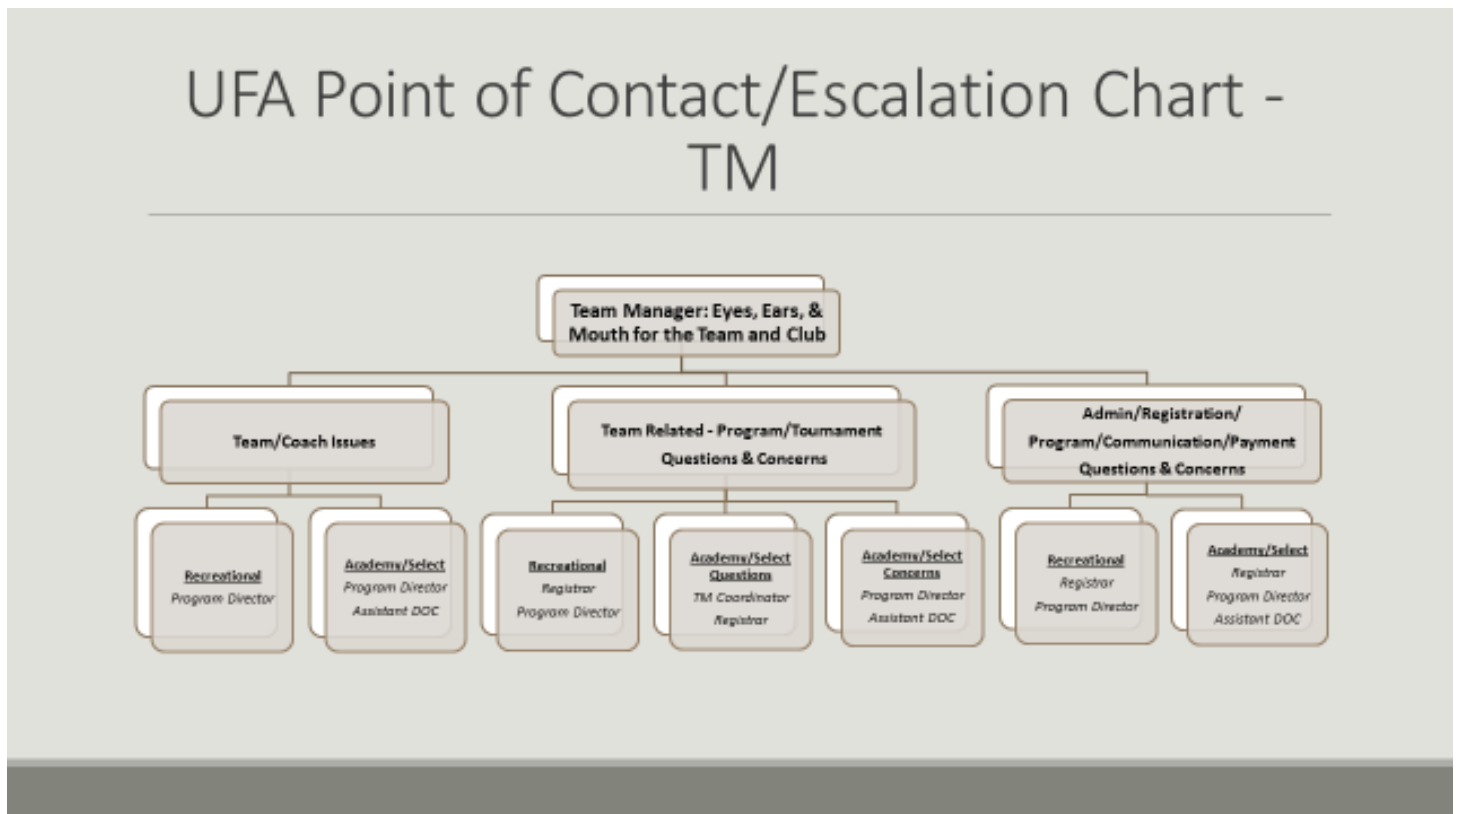 UFA Point of Contact/Escalation Chart -
TM
Team Manager: Eyes, Ears, &
Mouth for the Team and Club
Team/Coach Issues
Team Related - Program/Tournament
Questions & Concerns
Admin/Registration/
Program/Communication/Payment
Questions & Concerns
Recreational
Program Director
Academy/Select
Program Director
Assistant DOC
Recreational
Registrar
Program Director
Academy/Select
Questions
TM Coordinator
Registrar
Academy/Select
Concerns
Program Director
Assistant DOC
Recreational
Registrar
Program Director
Academy/Select
Registrar
Program Director
Assistant DOC